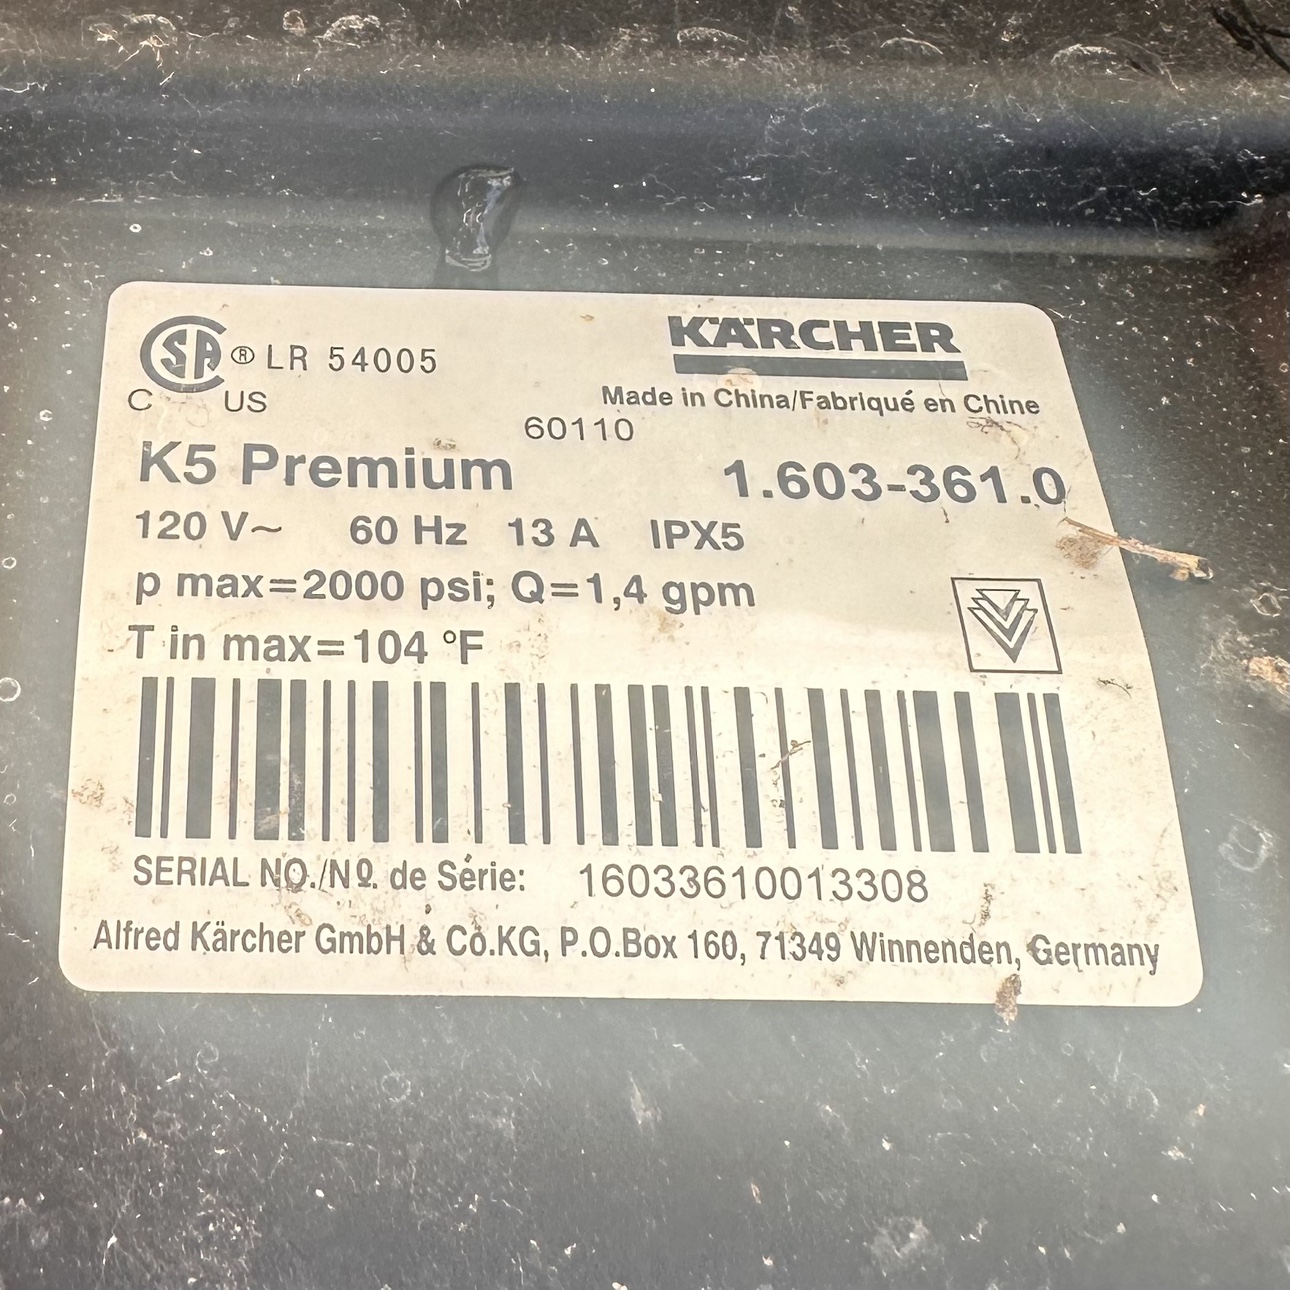 KÄRCHER
CSA ® LR 54005
C US
Made in China/Fabriqué en Chine
60110
K5 Premium 1.603-361.0
120 V~ 60 Hz 13 A IPX5
p max=2000 psi; Q=1,4 gpm
T in max=104 °F
SERIAL NO./Nº. de Série: 16033610013308
Alfred Kärcher GmbH & Co.KG, P.O.Box 160, 71349 Winnenden, Germany